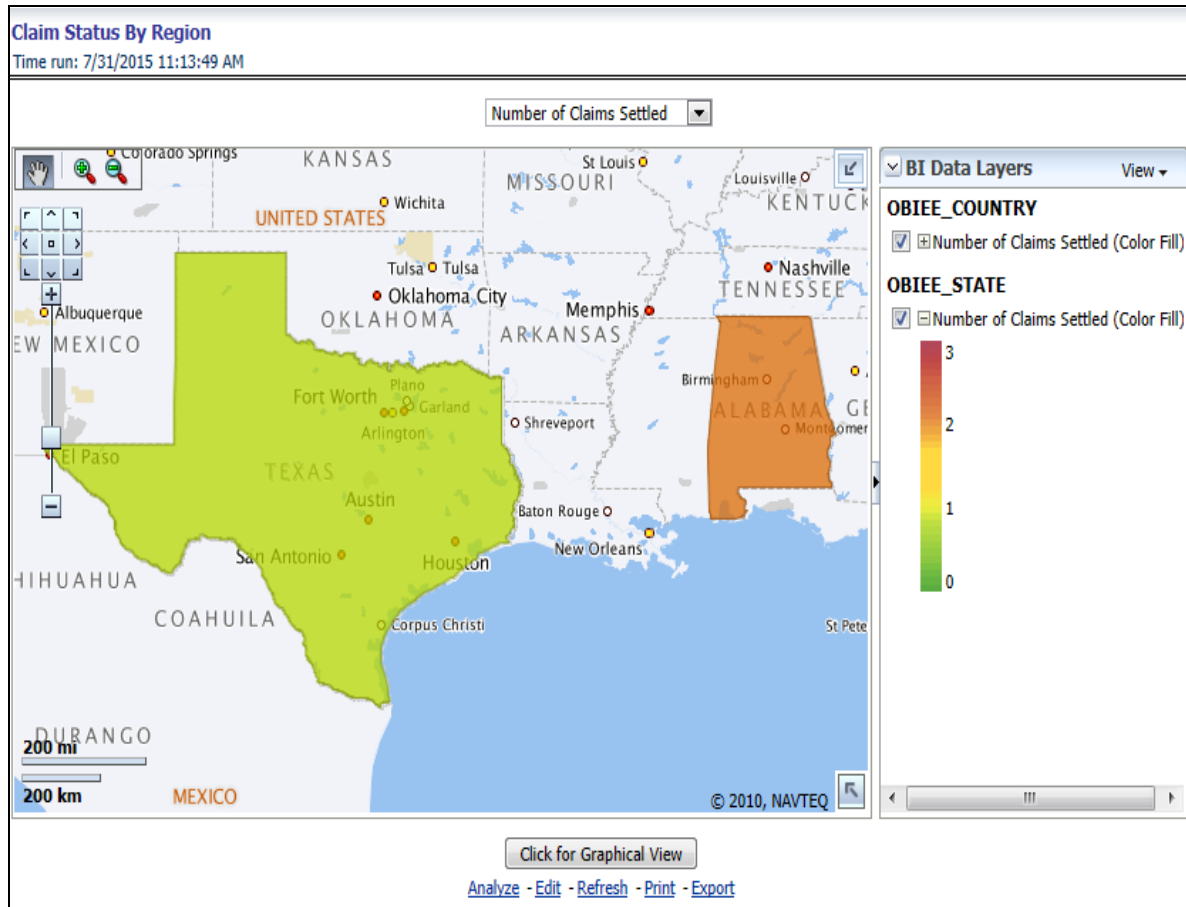 Claim Status By Region
Time run: 7/31/2015 11:13:49 AM
Number of Claims Settled
Colorado Springs
KANSAS
St Louis
MISSOURI
Louisville
KENTUCK
Wichita
UNITED STATES
Tulsa
Tulsa
Nashville
TENNESSEE
Oklahoma City
Memphis
Albuquerque
OKLAHOMA
ARKANSAS
EW MEXICO
Birmingham
Plano
Fort Worth
Garland
ALABAMA
GE
Arlington
Shreveport
Montgomer
El Paso
TEXAS
Austin
Baton Rouge
San Antonio
Houston
New Orleans
HIHUAHUA
COAHUILA
Corpus Christi
St Pete
DURANGO
200 mi
200 km
MEXICO
© 2010, NAVTEQ
BI Data Layers
View
OBIEE_COUNTRY
Number of Claims Settled (Color Fill)
OBIEE_STATE
Number of Claims Settled (Color Fill)
3
2
1
0
Click for Graphical View
Analyze - Edit - Refresh - Print - Export